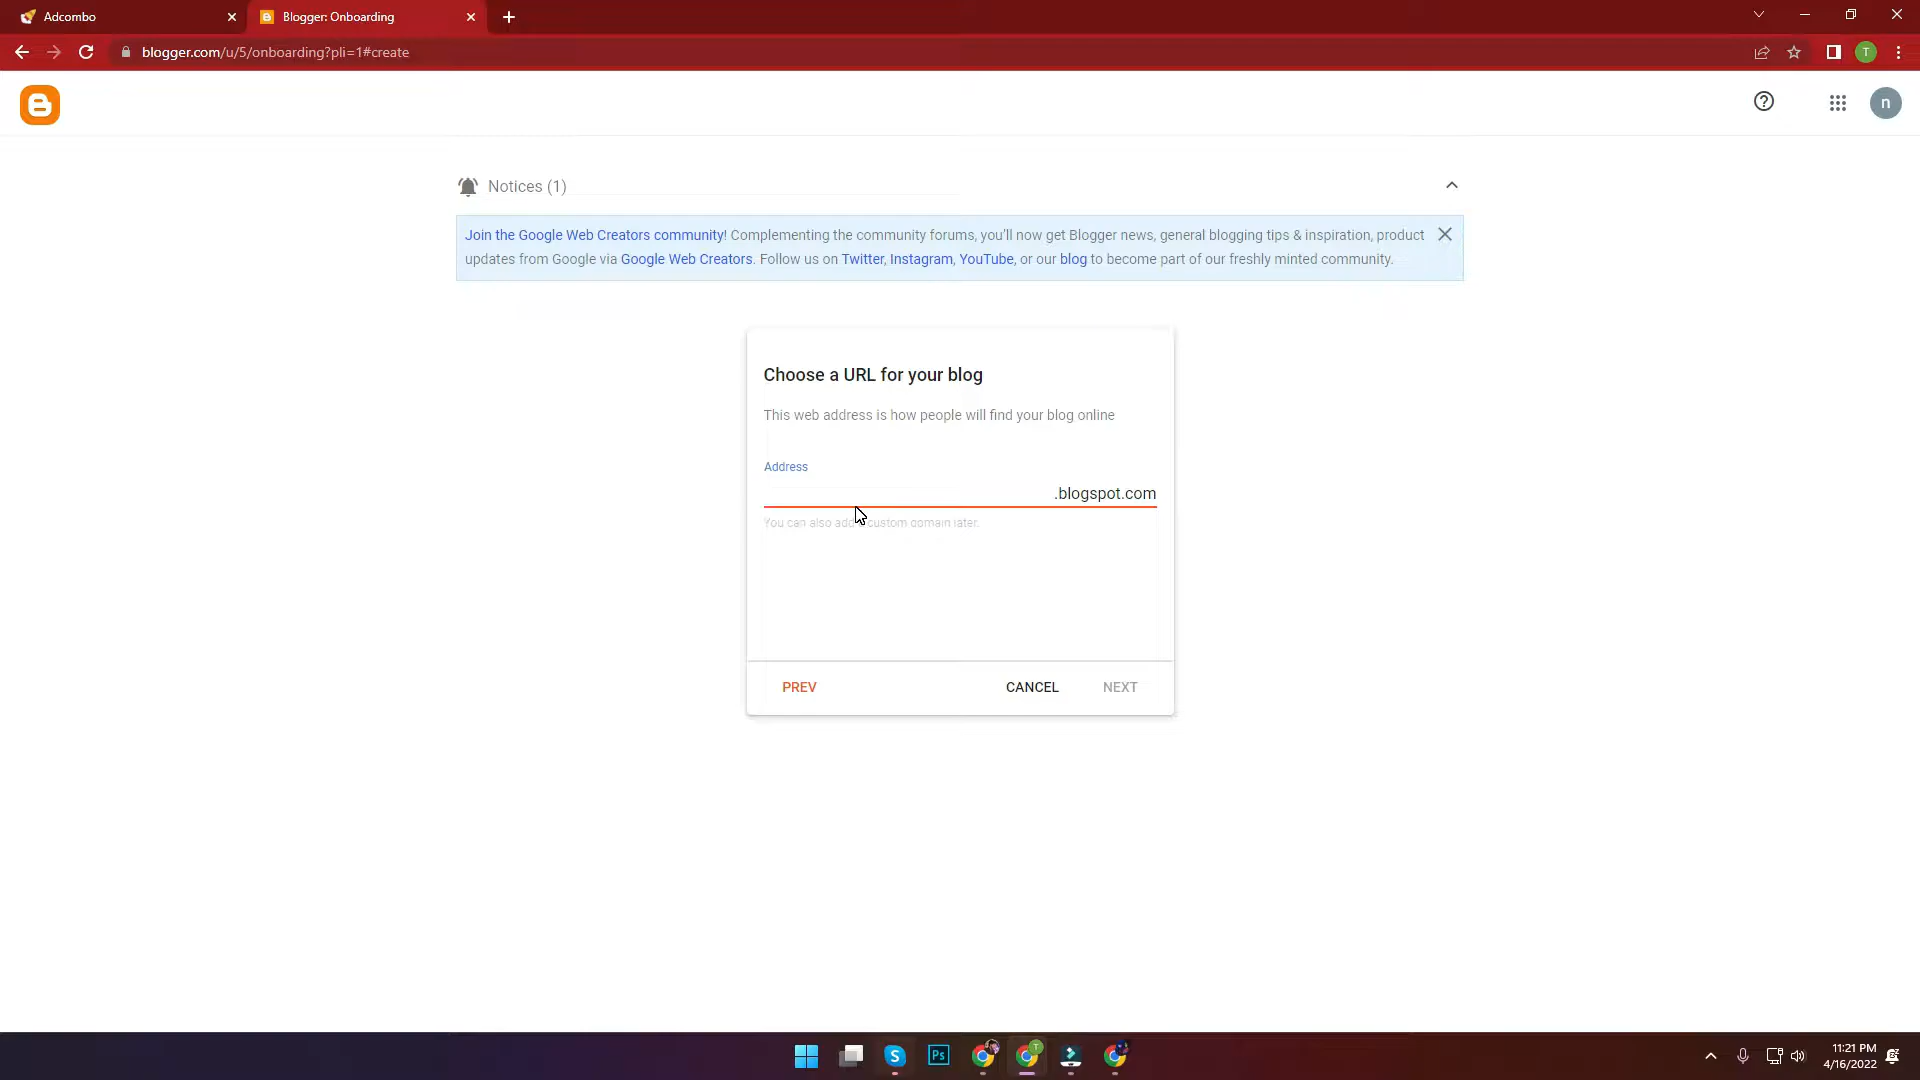 Adcombo
Blogger: Onboarding
blogger.com/u/5/onboarding?pli=1#create
T
n
Notices (1)
Join the Google Web Creators community! Complementing the community forums, you'll now get Blogger news, general blogging tips & inspiration, product
updates from Google via Google Web Creators. Follow us on Twitter, Instagram, YouTube, or our blog to become part of our freshly minted community.
Choose a URL for your blog
This web address is how people will find your blog online
Address
.blogspot.com
You can also add custom domain later.
PREV
CANCEL
NEXT
S
Ps
T
11:21 PM
4/16/2022